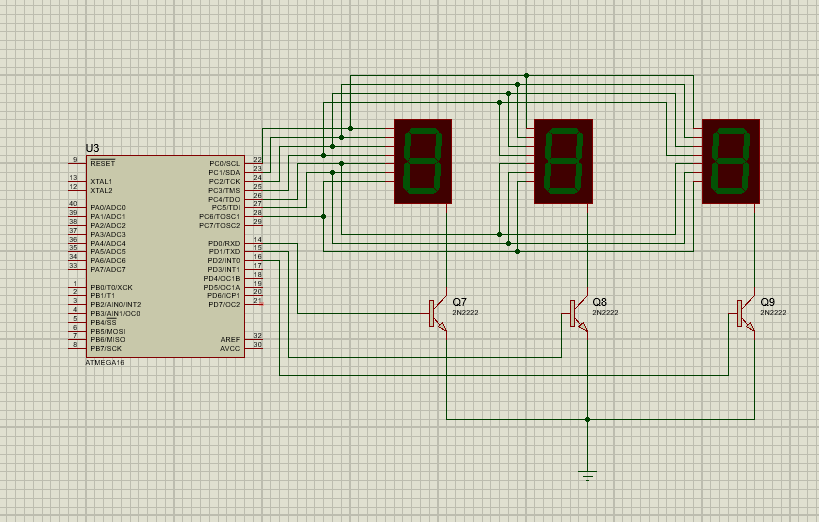 U3
9 RESET PC0/SCL 22
PC1/SDA 23
13 XTAL1 PC2/TCK 24
12 XTAL2 PC3/TMS 25
PC4/TDO 26
40 PA0/ADC0 PC5/TDI 27
39 PA1/ADC1 PC6/TOSC1 28
38 PA2/ADC2 PC7/TOSC2 29
37 PA3/ADC3
36 PA4/ADC4 PD0/RXD 14
35 PA5/ADC5 PD1/TXD 15
34 PA6/ADC6 PD2/INT0 16
33 PA7/ADC7 PD3/INT1 17
PD4/OC1B 18
1 PB0/T0/XCK PD5/OC1A 19
2 PB1/T1 PD6/ICP1 20
3 PB2/AIN0/INT2 PD7/OC2 21
4 PB3/AIN1/OC0
5 PB4/SS
6 PB5/MOSI
7 PB6/MISO AREF 32
8 PB7/SCK AVCC 30
ATMEGA16
Q7
2N2222
Q8
2N2222
Q9
2N2222